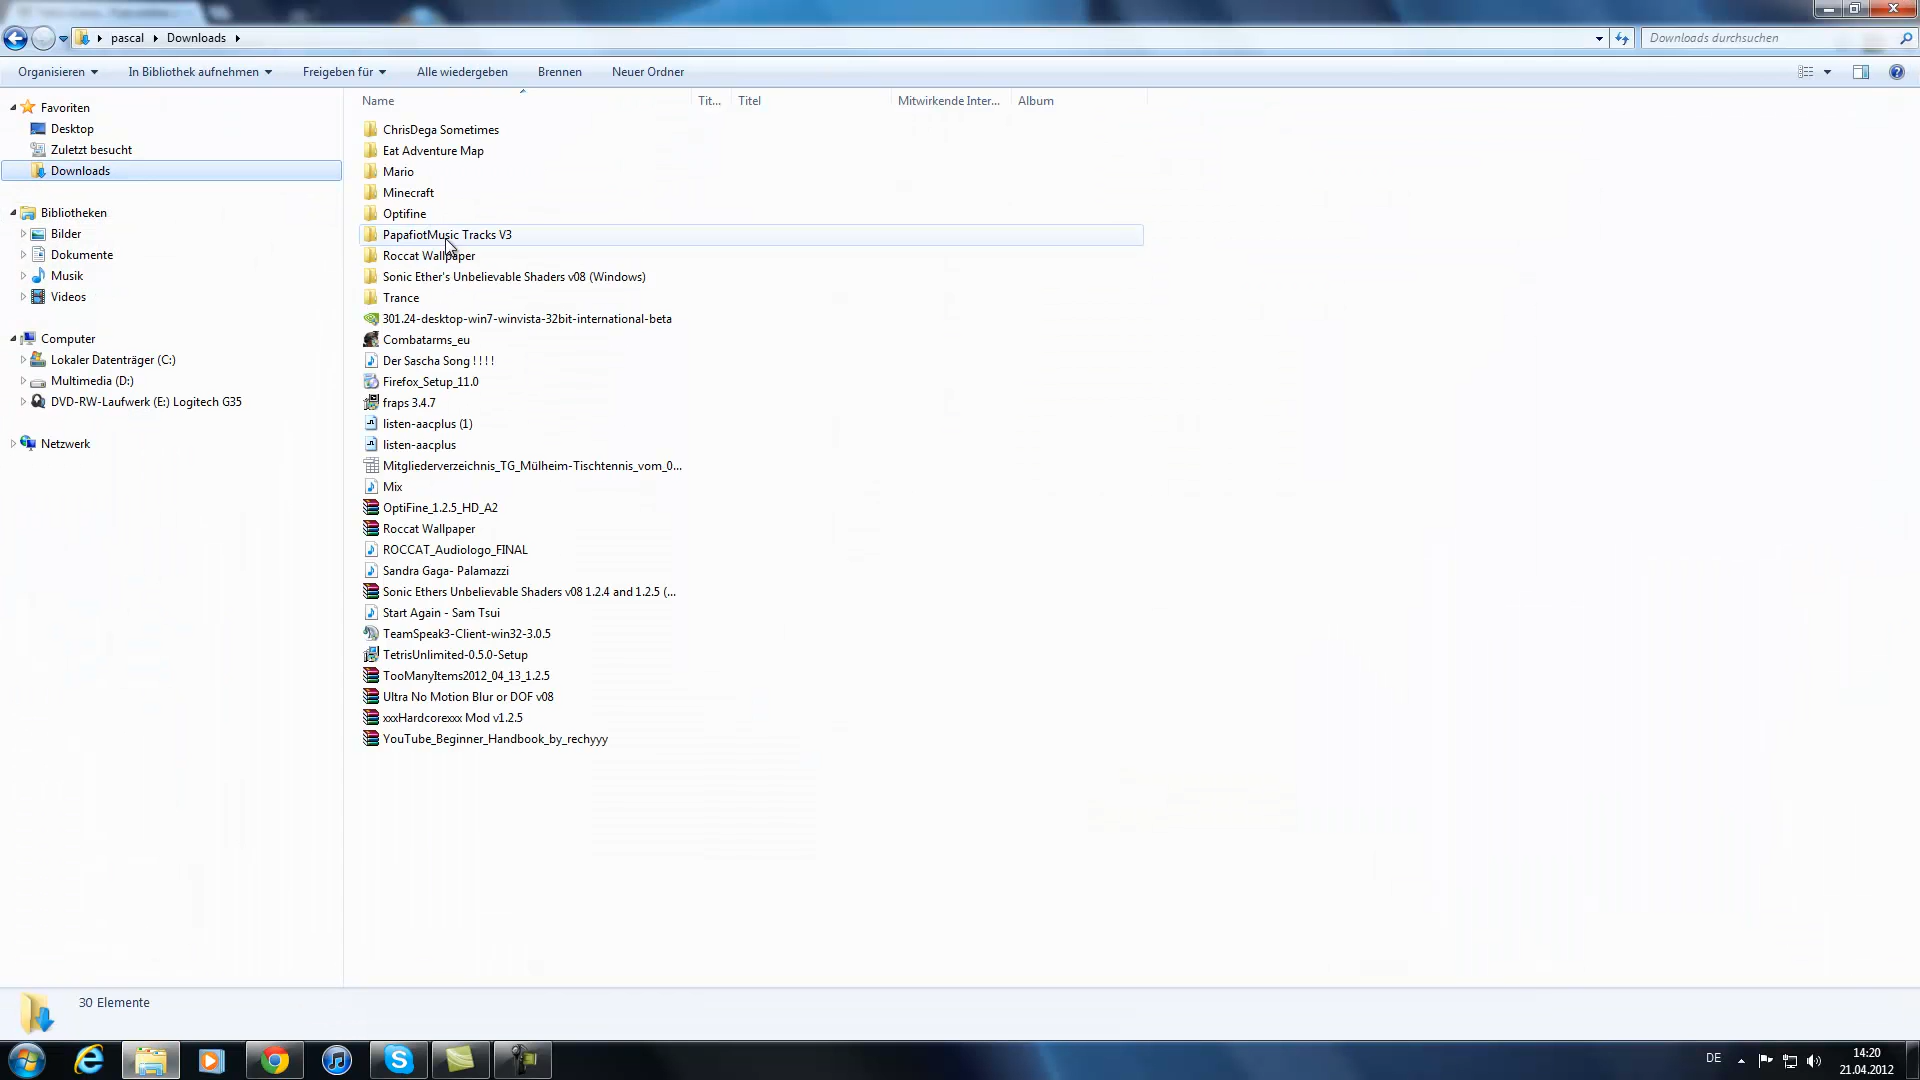 pascal Downloads Downloads durchsuchen
Organisieren In Bibliothek aufnehmen Freigeben für Alle wiedergeben Brennen Neuer Ordner
Favoriten
Desktop
Zuletzt besucht
Downloads
Bibliotheken
Bilder
Dokumente
Musik
Videos
Computer
Lokaler Datenträger (C:)
Multimedia (D:)
DVD-RW-Laufwerk (E:) Logitech G35
Netzwerk
Name Tit... Titel Mitwirkende Inter... Album
ChrisDega Sometimes
Eat Adventure Map
Mario
Minecraft
Optifine
PapafiotMusic Tracks V3
Roccat Wallpaper
Sonic Ether's Unbelievable Shaders v08 (Windows)
Trance
301.24-desktop-win7-winvista-32bit-international-beta
Combatarms_eu
Der Sascha Song ! ! ! !
Firefox_Setup_11.0
fraps 3.4.7
listen-aacplus (1)
listen-aacplus
Mitgliederverzeichnis_TG_Mülheim-Tischtennis_vom_0...
Mix
OptiFine_1.2.5_HD_A2
Roccat Wallpaper
ROCCAT_Audiologo_FINAL
Sandra Gaga- Palamazzi
Sonic Ethers Unbelievable Shaders v08 1.2.4 and 1.2.5 (...
Start Again - Sam Tsui
TeamSpeak3-Client-win32-3.0.5
TetrisUnlimited-0.5.0-Setup
TooManyItems2012_04_13_1.2.5
Ultra No Motion Blur or DOF v08
xxxHardcorexxx Mod v1.2.5
YouTube_Beginner_Handbook_by_rechyyy
30 Elemente
DE
14:20
21.04.2012